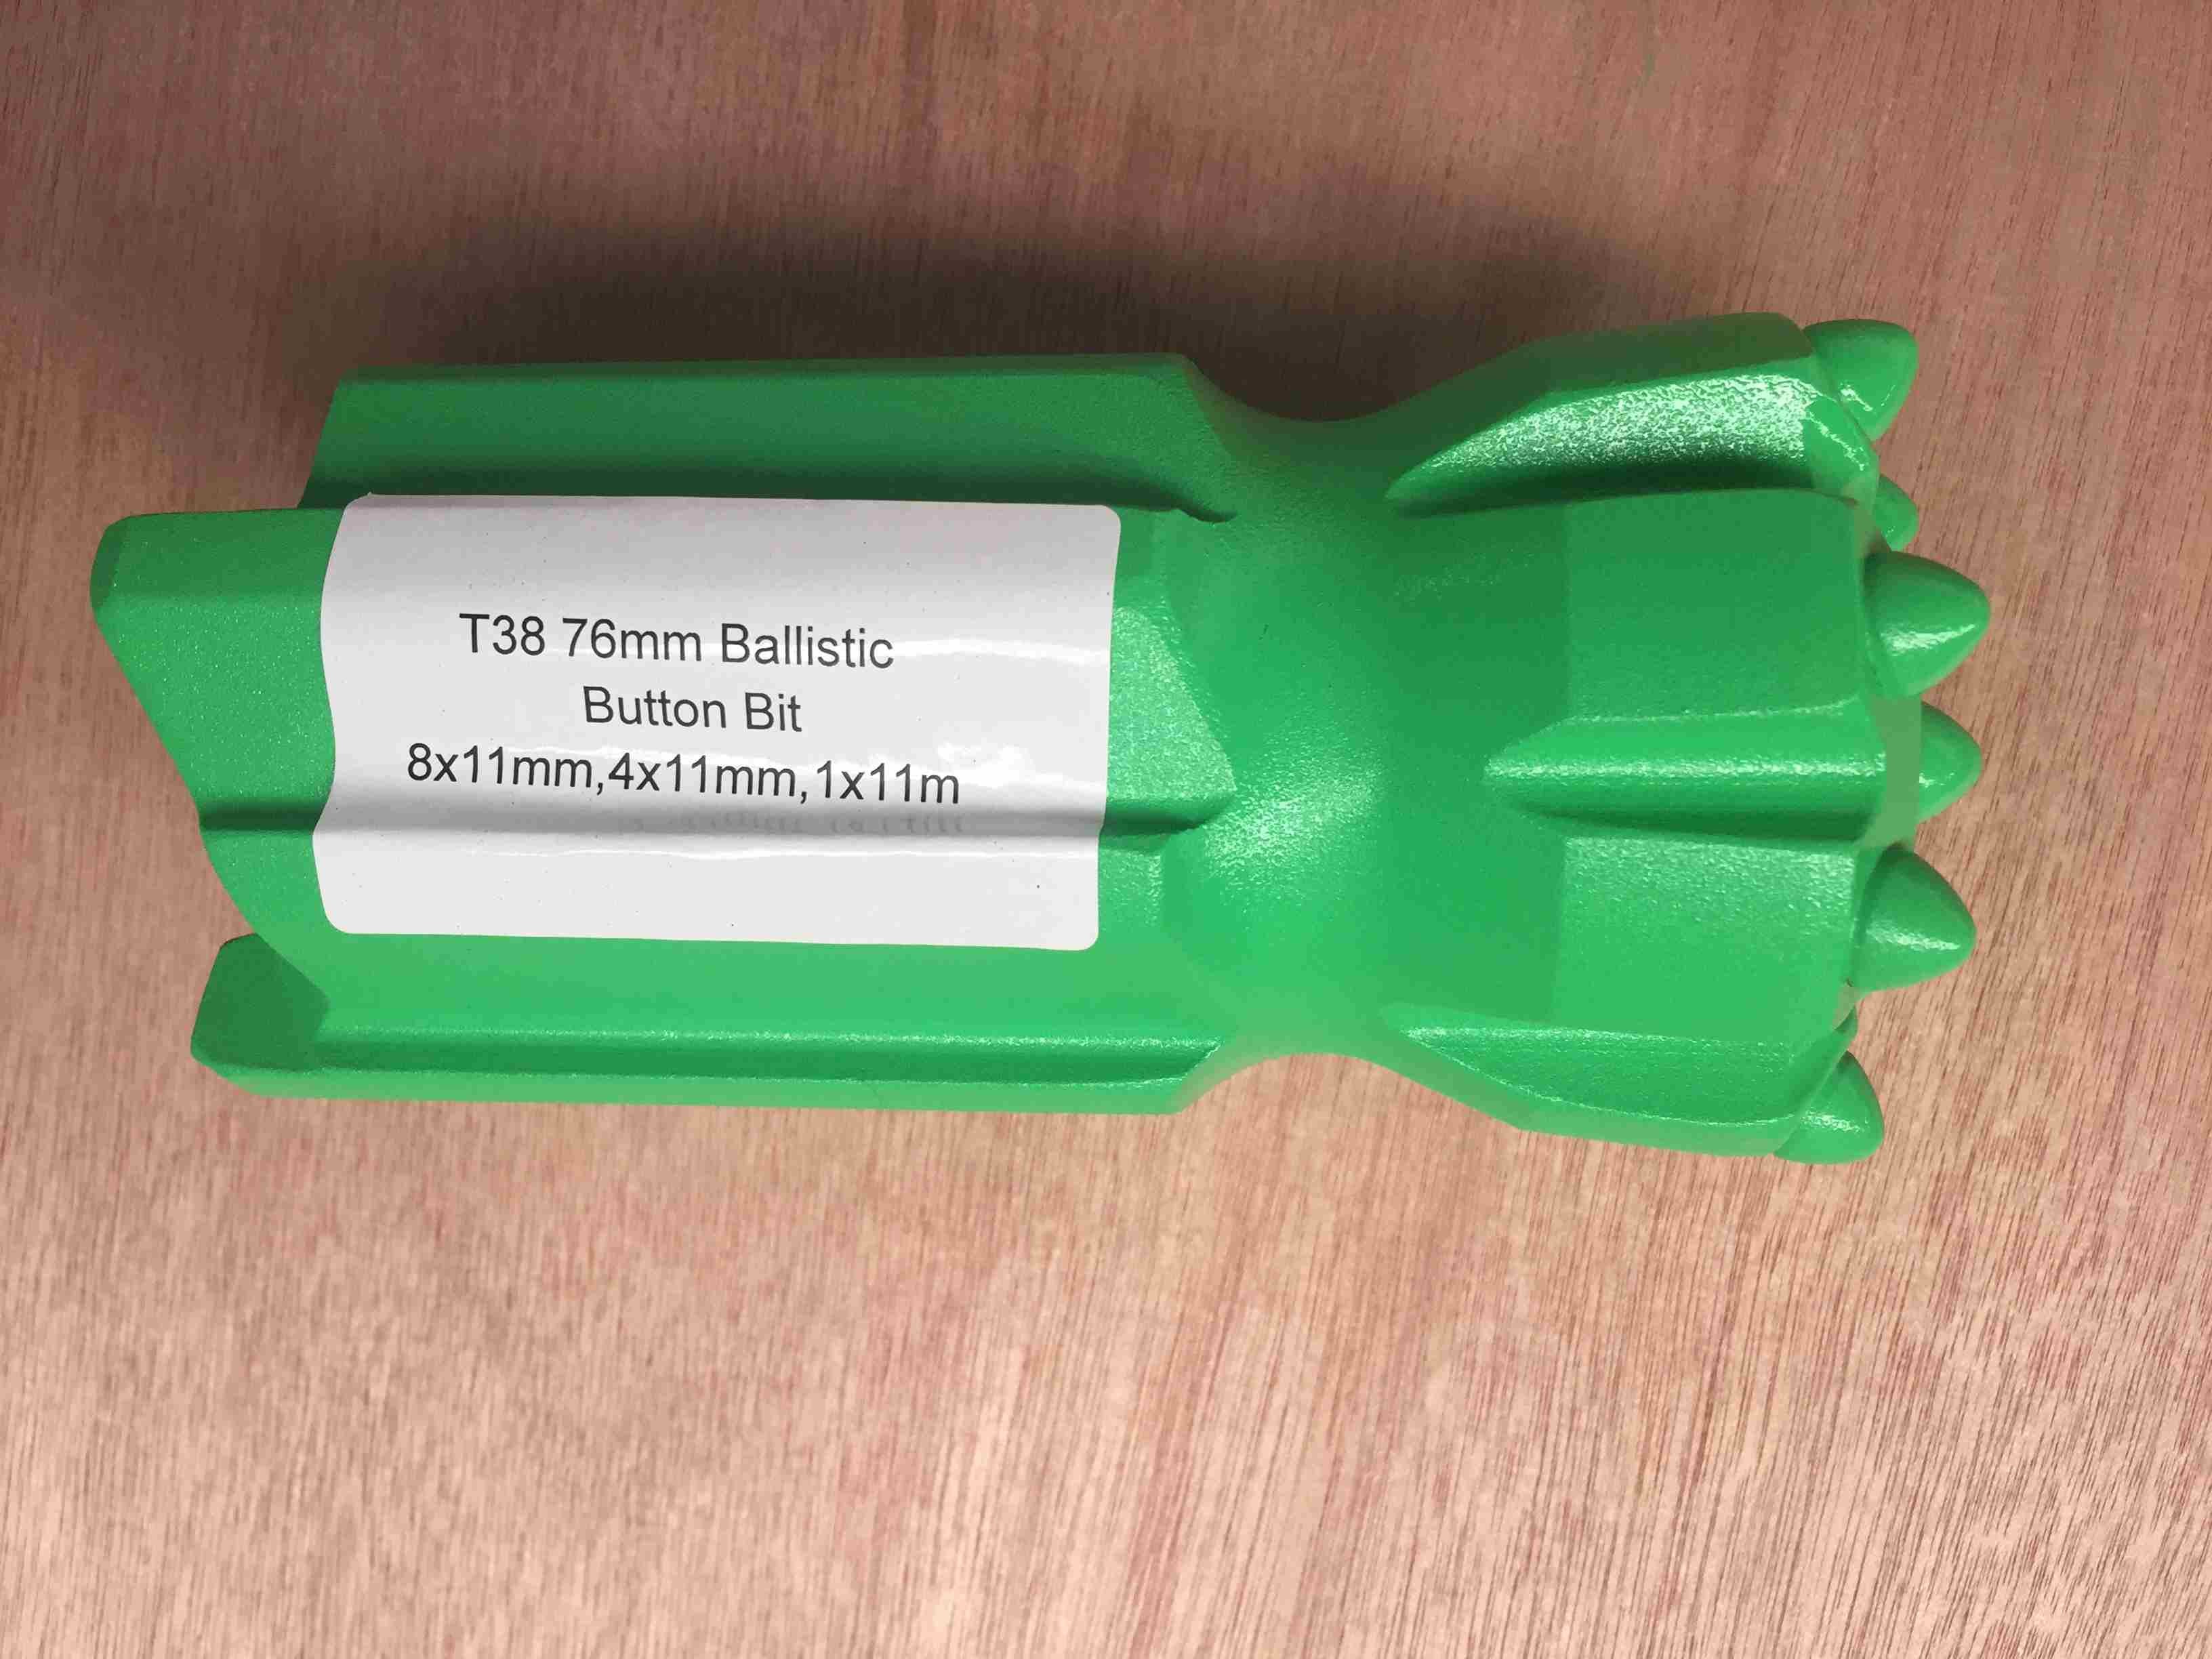 T38 76mm Ballistic
Button Bit
8x11mm,4x11mm,1x11m